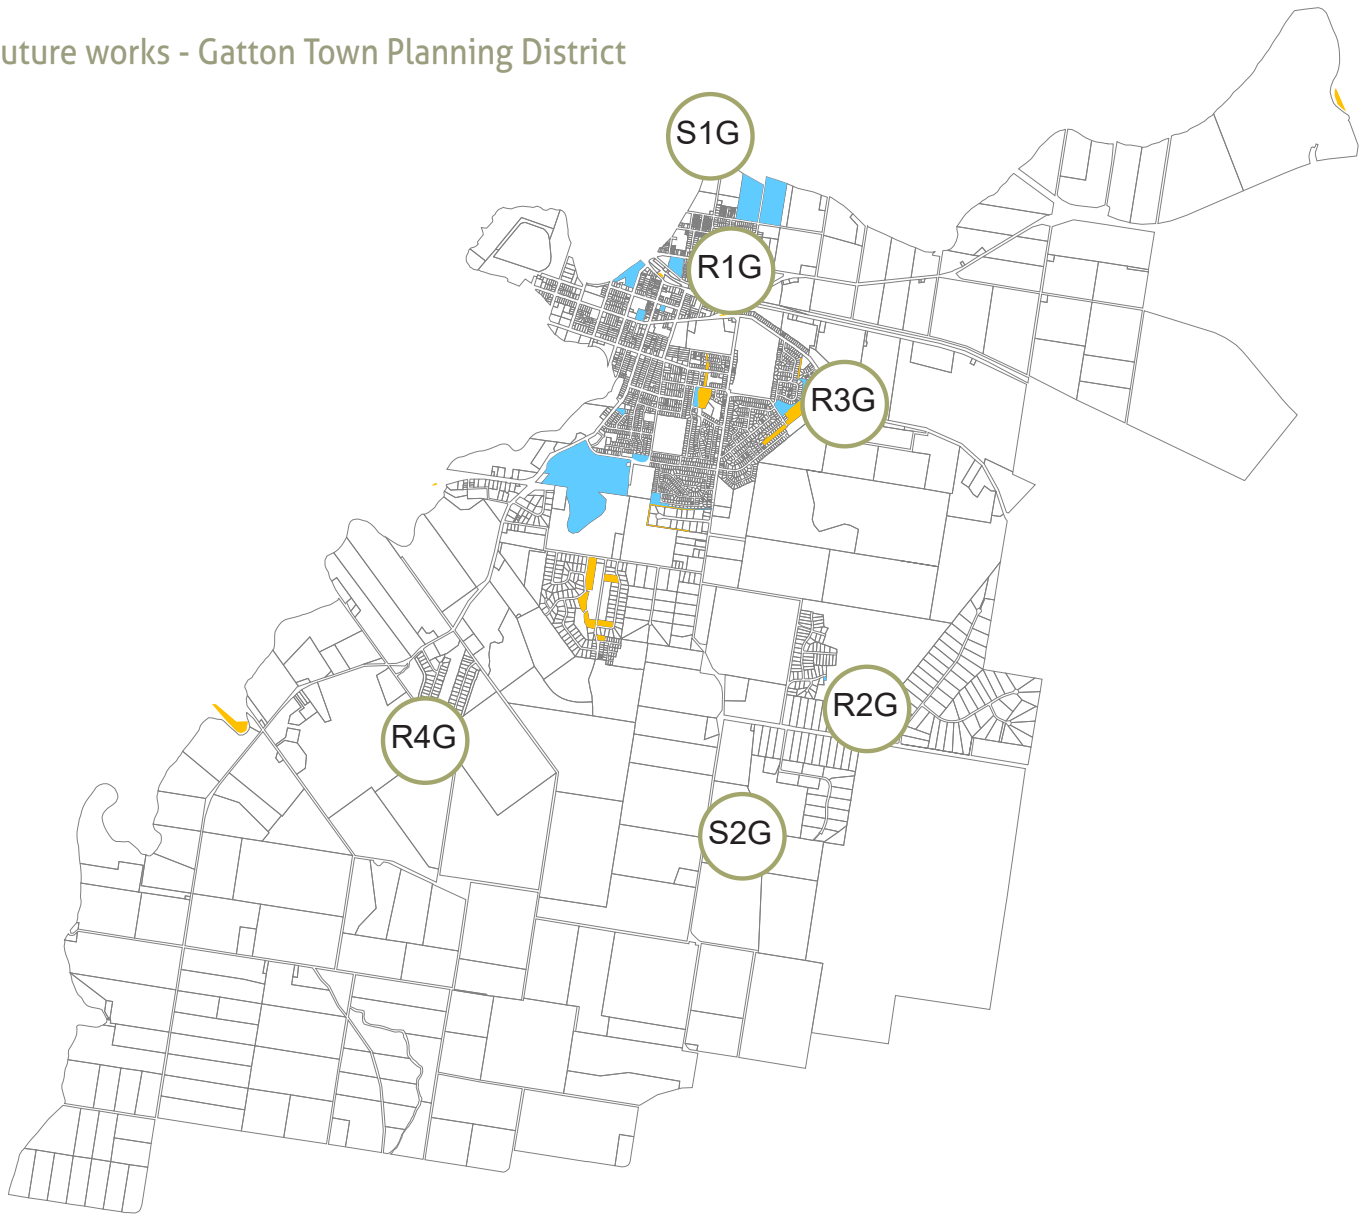 uture works - Gatton Town Planning District
S1G
R1G
R3G
R2G
R4G
S2G